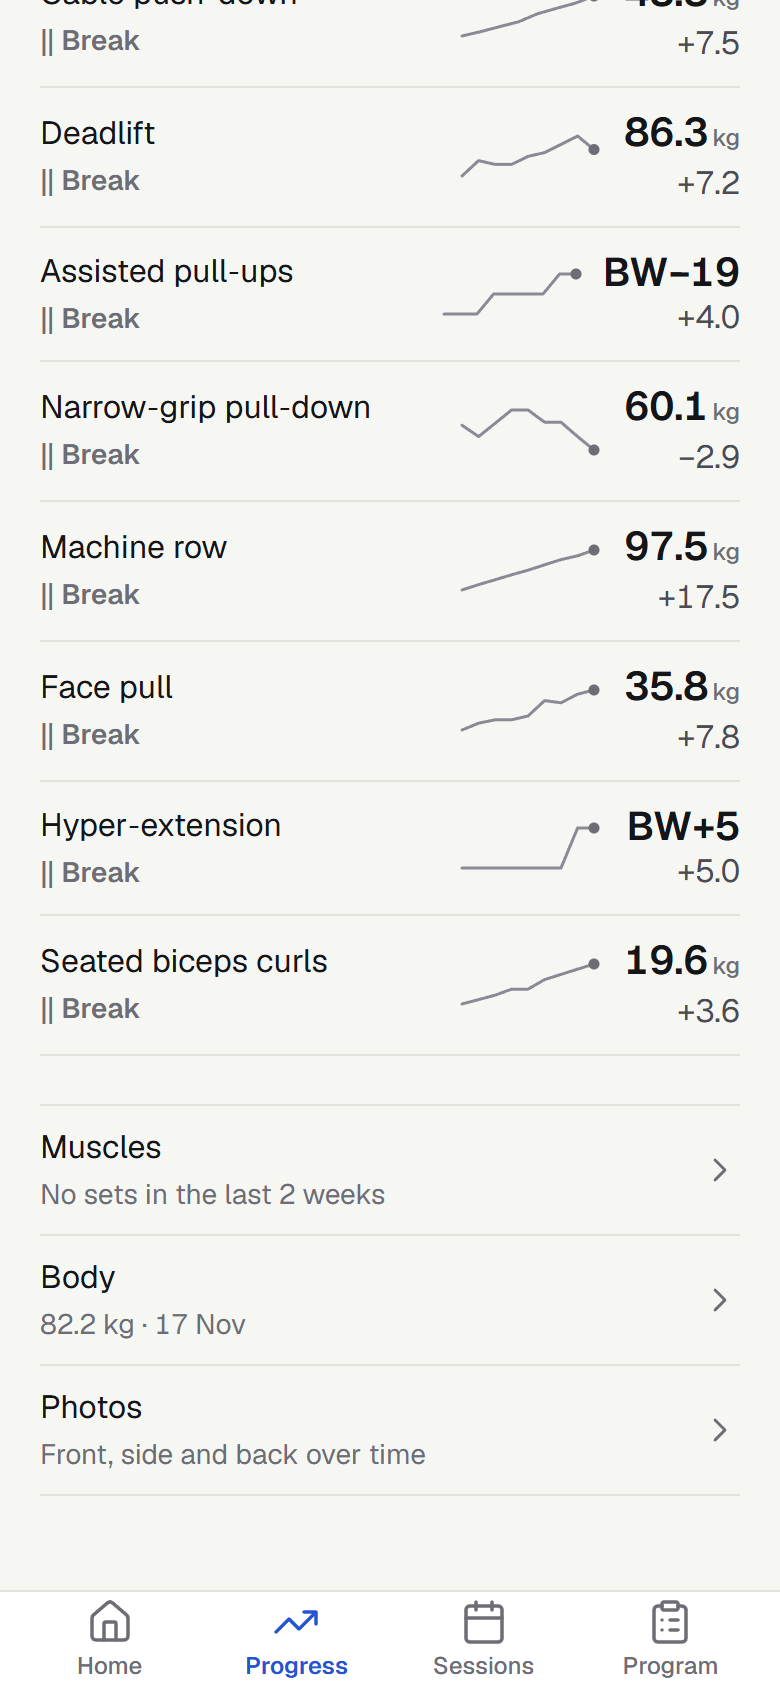 Cable push-down
kg
|| Break
+7.5
Deadlift
86.3 kg
|| Break
+7.2
Assisted pull-ups
BW−19
|| Break
+4.0
Narrow-grip pull-down
60.1 kg
|| Break
−2.9
Machine row
97.5 kg
|| Break
+17.5
Face pull
35.8 kg
|| Break
+7.8
Hyper-extension
BW+5
|| Break
+5.0
Seated biceps curls
19.6 kg
|| Break
+3.6
Muscles
No sets in the last 2 weeks
Body
82.2 kg · 17 Nov
Photos
Front, side and back over time
Home
Progress
Sessions
Program